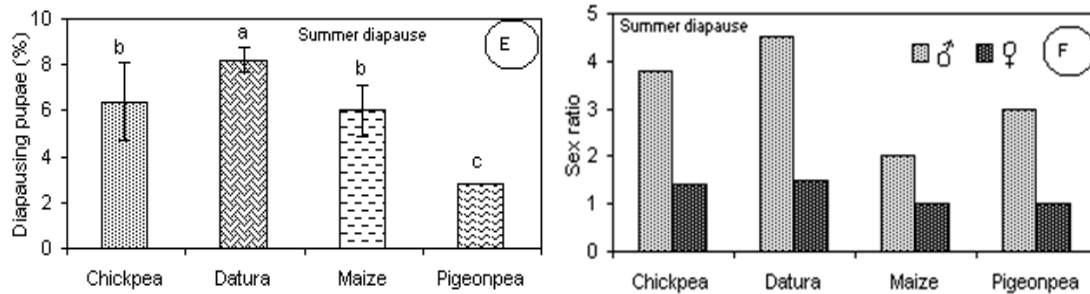 10
8
6
4
2
0
Diapausing pupae (%)
Summer diapause
E
b
a
b
c
Chickpea Datura Maize Pigeonpea
5
4
3
2
1
0
Sex ratio
Summer diapause
♂ ♀
F
Chickpea Datura Maize Pigeonpea